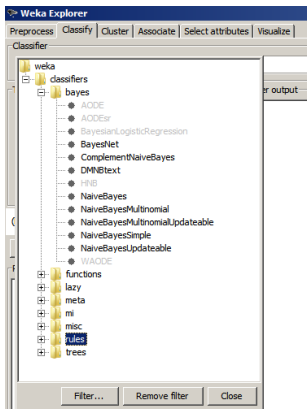 Weka Explorer
Preprocess Classify Cluster Associate Select attributes Visualize
Classifier
weka
classifiers
bayes
AODE
AODEsr
BayesianLogisticRegression
BayesNet
ComplementNaiveBayes
DMNBtext
HNB
NaiveBayes
NaiveBayesMultinomial
NaiveBayesMultinomialUpdateable
NaiveBayesSimple
NaiveBayesUpdateable
WAODE
functions
lazy
meta
mi
misc
rules
trees
output
Filter... Remove filter Close